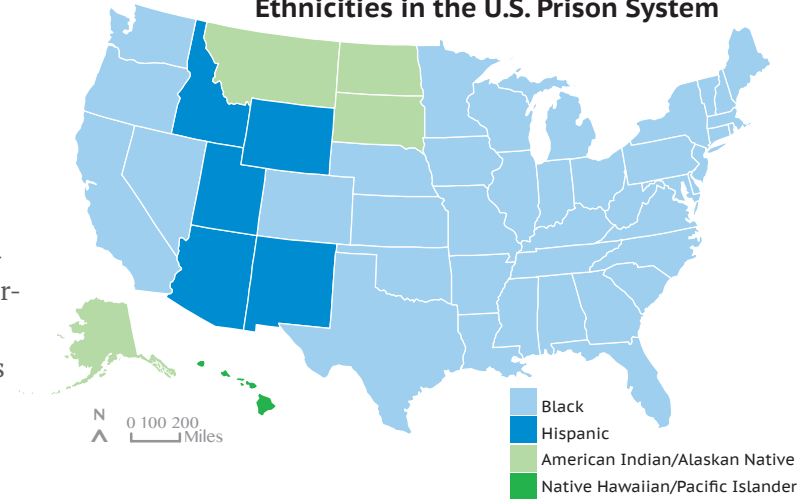 Ethnicities in the U.S. Prison System
r-
s
N
0 100 200
Miles
Black
Hispanic
American Indian/Alaskan Native
Native Hawaiian/Pacific Islander